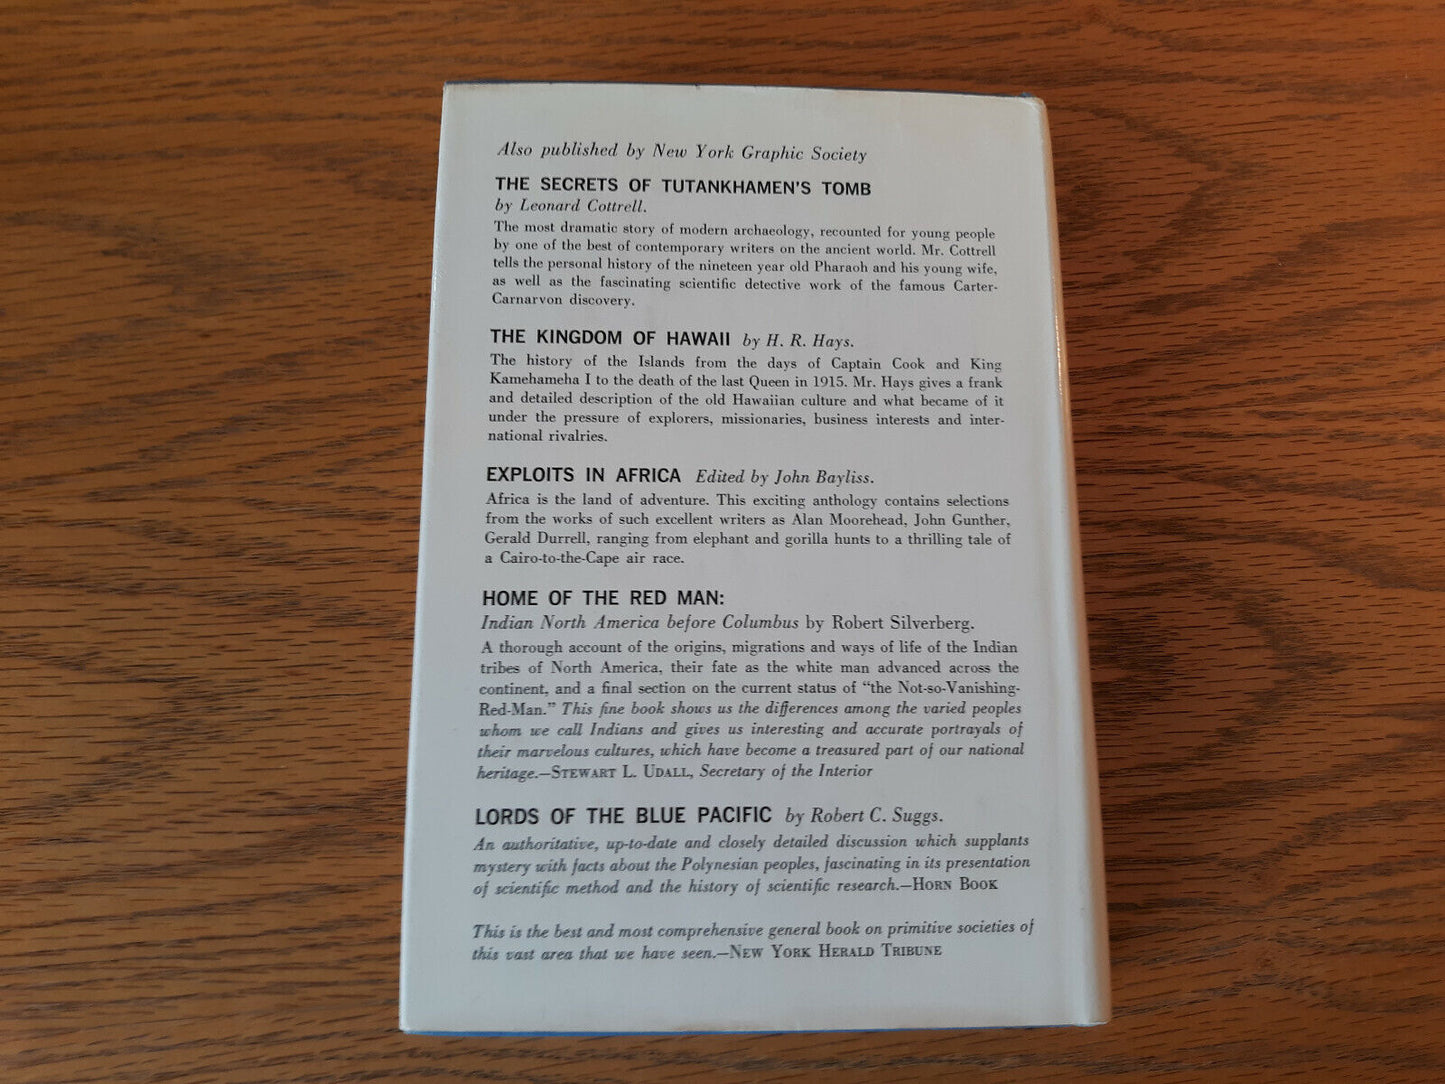 Also published by New York Graphic Society
THE SECRETS OF TUTANKHAMEN'S TOMB
by Leonard Cottrell.
The most dramatic story of modern archaeology, recounted for young people
by one of the best of contemporary writers on the ancient world. Mr. Cottrell
tells the personal history of the nineteen year old Pharaoh and his young wife,
as well as the fascinating scientific detective work of the famous Carter-
Carnarvon discovery.
THE KINGDOM OF HAWAII by H. R. Hays.
The history of the Islands from the days of Captain Cook and King
Kamehameha I to the death of the last Queen in 1915. Mr. Hays gives a frank
and detailed description of the old Hawaiian culture and what became of it
under the pressure of explorers, missionaries, business interests and inter-
national rivalries.
EXPLOITS IN AFRICA Edited by John Bayliss.
Africa is the land of adventure. This exciting anthology contains selections
from the works of such excellent writers as Alan Moorehead, John Gunther,
Gerald Durrell, ranging from elephant and gorilla hunts to a thrilling tale of
a Cairo-to-the-Cape air race.
HOME OF THE RED MAN:
Indian North America before Columbus by Robert Silverberg.
A thorough account of the origins, migrations and ways of life of the Indian
tribes of North America, their fate as the white man advanced across the
continent, and a final section on the current status of "the Not-so-Vanishing-
Red-Man." This fine book shows us the differences among the varied peoples
whom we call Indians and gives us interesting and accurate portrayals of
their marvelous cultures, which have become a treasured part of our national
heritage.—STEWART L. UDALL, Secretary of the Interior
LORDS OF THE BLUE PACIFIC by Robert C. Suggs.
An authoritative, up-to-date and closely detailed discussion which supplants
mystery with facts about the Polynesian peoples, fascinating in its presentation
of scientific method and the history of scientific research.—HORN BOOK
This is the best and most comprehensive general book on primitive societies of
this vast area that we have seen.—NEW YORK HERALD TRIBUNE